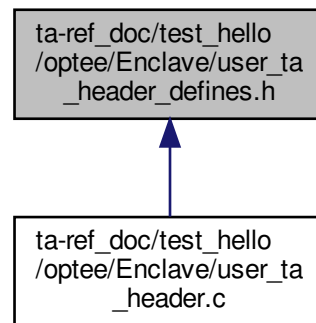 ta-ref_doc/test_hello
/optee/Enclave/user_ta
_header_defines.h
ta-ref_doc/test_hello
/optee/Enclave/user_ta
_header.c